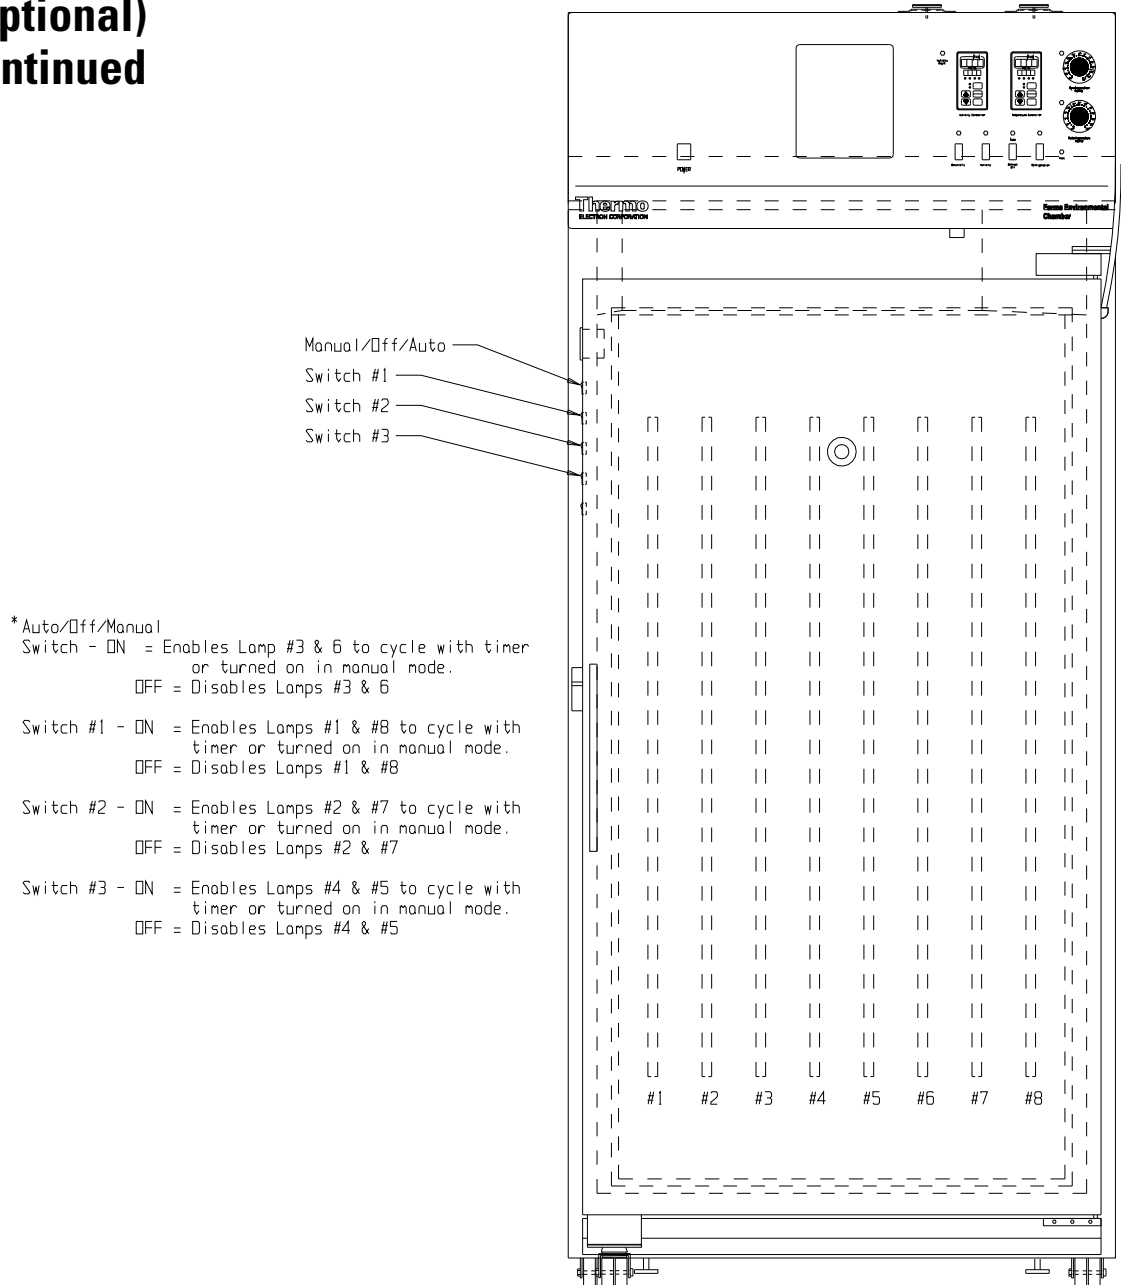 ptional)
ntinued
POWER
Thermo
ELECTRON CORPORATION
Forma Environmental
Chamber
Manual/Off/Auto
Switch #1
Switch #2
Switch #3
*Auto/Off/Manual
Switch - ON = Enables Lamp #3 & 6 to cycle with timer
or turned on in manual mode.
OFF = Disables Lamps #3 & 6
Switch #1 - ON = Enables Lamps #1 & #8 to cycle with
timer or turned on in manual mode.
OFF = Disables Lamps #1 & #8
Switch #2 - ON = Enables Lamps #2 & #7 to cycle with
timer or turned on in manual mode.
OFF = Disables Lamps #2 & #7
Switch #3 - ON = Enables Lamps #4 & #5 to cycle with
timer or turned on in manual mode.
OFF = Disables Lamps #4 & #5
#1 #2 #3 #4 #5 #6 #7 #8